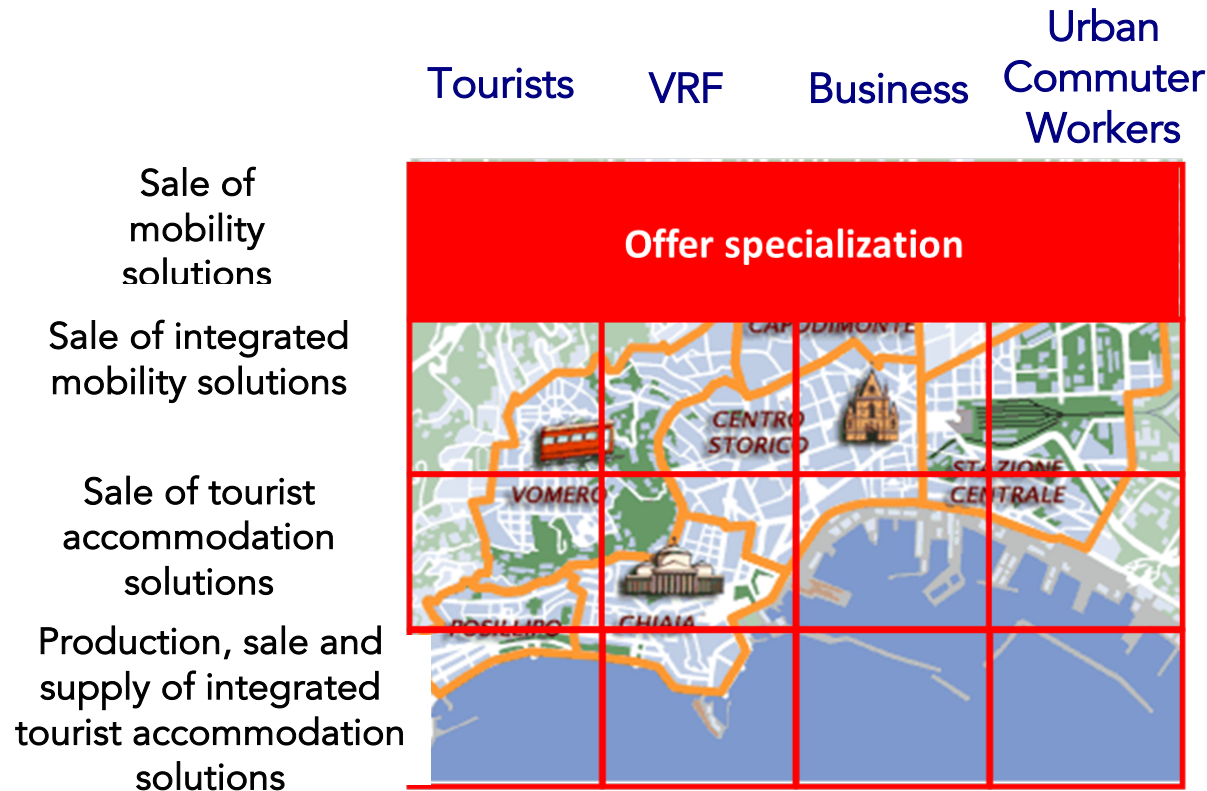 Urban
Commuter
Workers
Tourists
VRF
Business
Sale of
mobility
solutions
Offer specialization
Sale of integrated
mobility solutions
CAPODIMONTE
CENTRO
STORICO
STAZIONE
CENTRALE
Sale of tourist
accommodation
solutions
VOMERO
POSILLIPO
CHIAIA
Production, sale and
supply of integrated
tourist accommodation
solutions